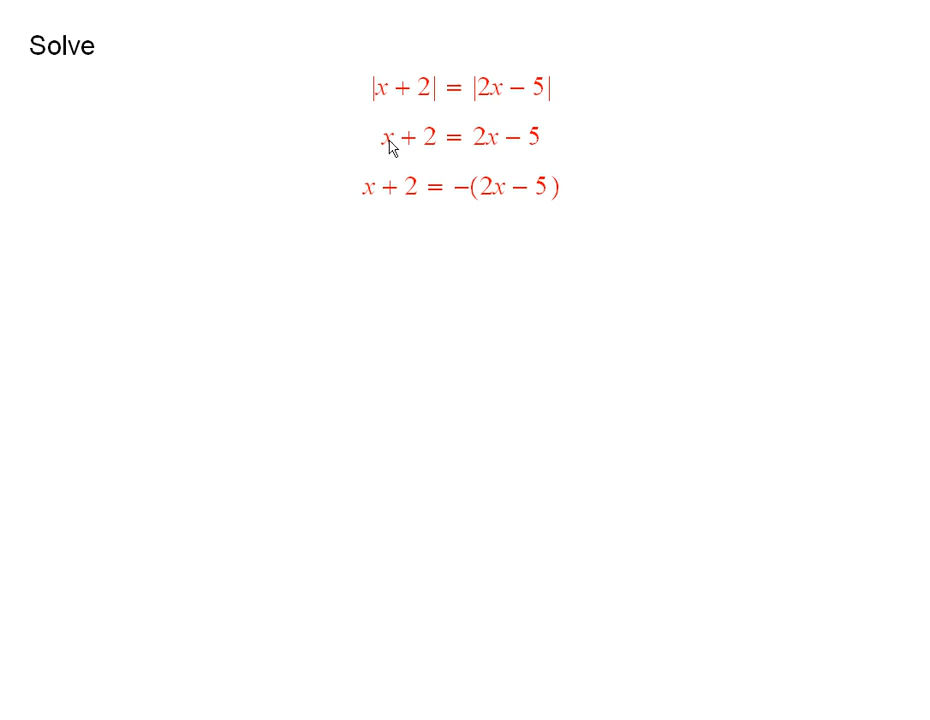 Solve
|x + 2| = |2x − 5|
x + 2 = 2x − 5
x + 2 = −(2x − 5)